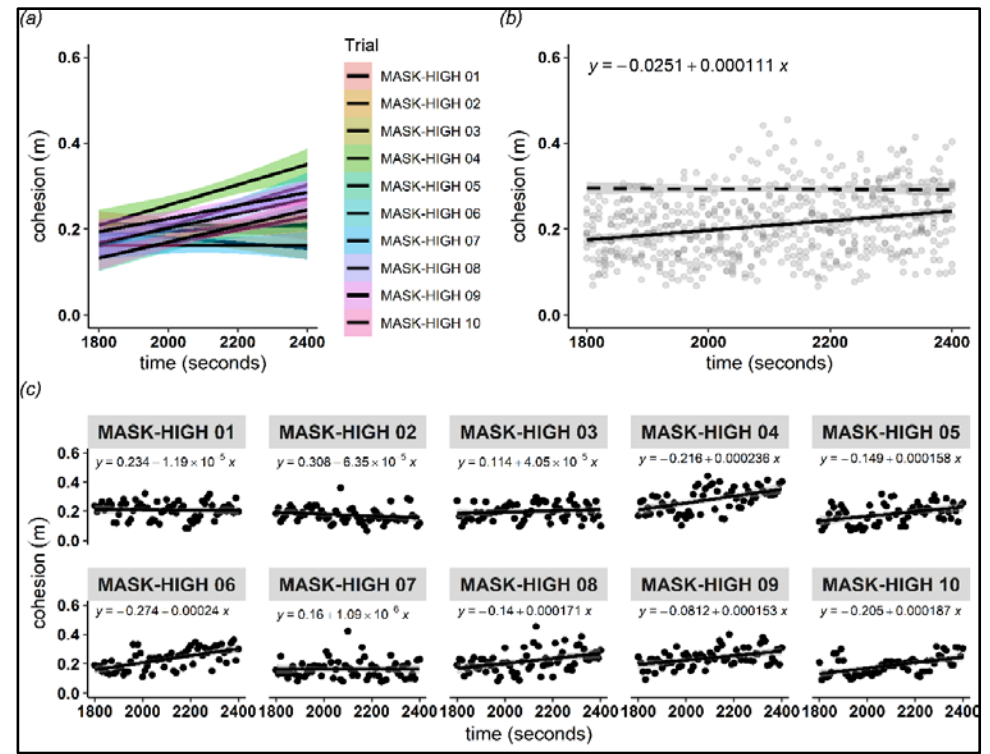 (a)
(b)
0.6
0.4
0.2
0.0
cohesion (m)
1800 2000 2200 2400
time (seconds)
Trial
MASK-HIGH 01
MASK-HIGH 02
MASK-HIGH 03
MASK-HIGH 04
MASK-HIGH 05
MASK-HIGH 06
MASK-HIGH 07
MASK-HIGH 08
MASK-HIGH 09
MASK-HIGH 10
y = −0.0251 + 0.000111 x
0.6
0.4
0.2
0.0
cohesion (m)
1800 2000 2200 2400
time (seconds)
(c)
MASK-HIGH 01 MASK-HIGH 02 MASK-HIGH 03 MASK-HIGH 04 MASK-HIGH 05
y = 0.234 − 1.19 × 10 5 x
y = 0.308 − 6.35 × 10 5 x
y = 0.114 + 4.05 × 10 5 x
y = −0.216 + 0.000236 x
y = −0.149 + 0.000158 x
0.6
0.4
0.2
0.0
MASK-HIGH 06 MASK-HIGH 07 MASK-HIGH 08 MASK-HIGH 09 MASK-HIGH 10
y = −0.274 − 0.00024 x
y = 0.16 + 1.09 × 10 6 x
y = −0.14 + 0.000171 x
y = −0.0812 + 0.000153 x
y = −0.205 + 0.000187 x
0.6
0.4
0.2
0.0
cohesion (m)
1800 2000 2200 2400 1800 2000 2200 2400 1800 2000 2200 2400 1800 2000 2200 2400 1800 2000 2200 2400
time (seconds)